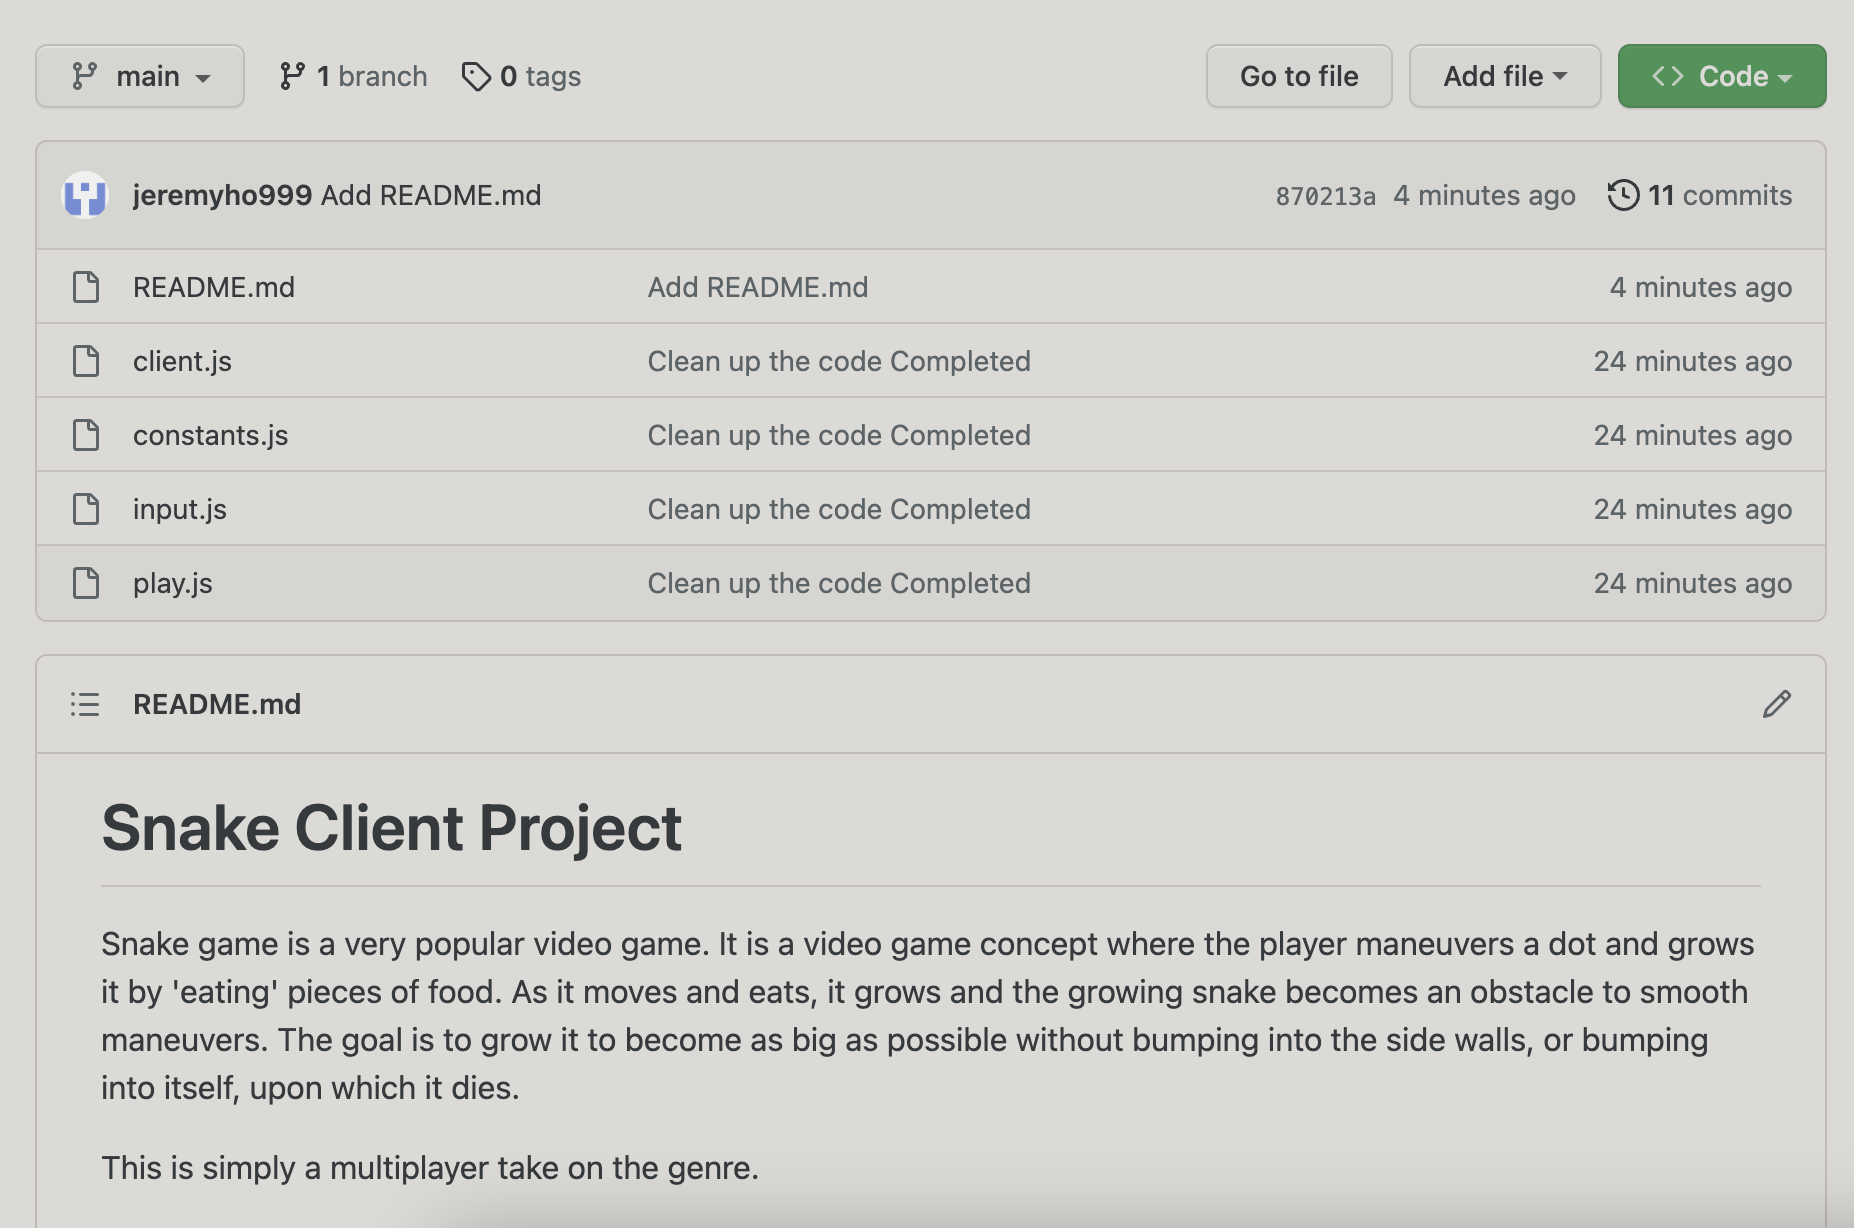 main
1 branch
0 tags
Go to file
Add file
Code
jeremyho999 Add README.md
870213a 4 minutes ago
11 commits
README.md Add README.md 4 minutes ago
client.js Clean up the code Completed 24 minutes ago
constants.js Clean up the code Completed 24 minutes ago
input.js Clean up the code Completed 24 minutes ago
play.js Clean up the code Completed 24 minutes ago
README.md
Snake Client Project
Snake game is a very popular video game. It is a video game concept where the player maneuvers a dot and grows
it by 'eating' pieces of food. As it moves and eats, it grows and the growing snake becomes an obstacle to smooth
maneuvers. The goal is to grow it to become as big as possible without bumping into the side walls, or bumping
into itself, upon which it dies.
This is simply a multiplayer take on the genre.